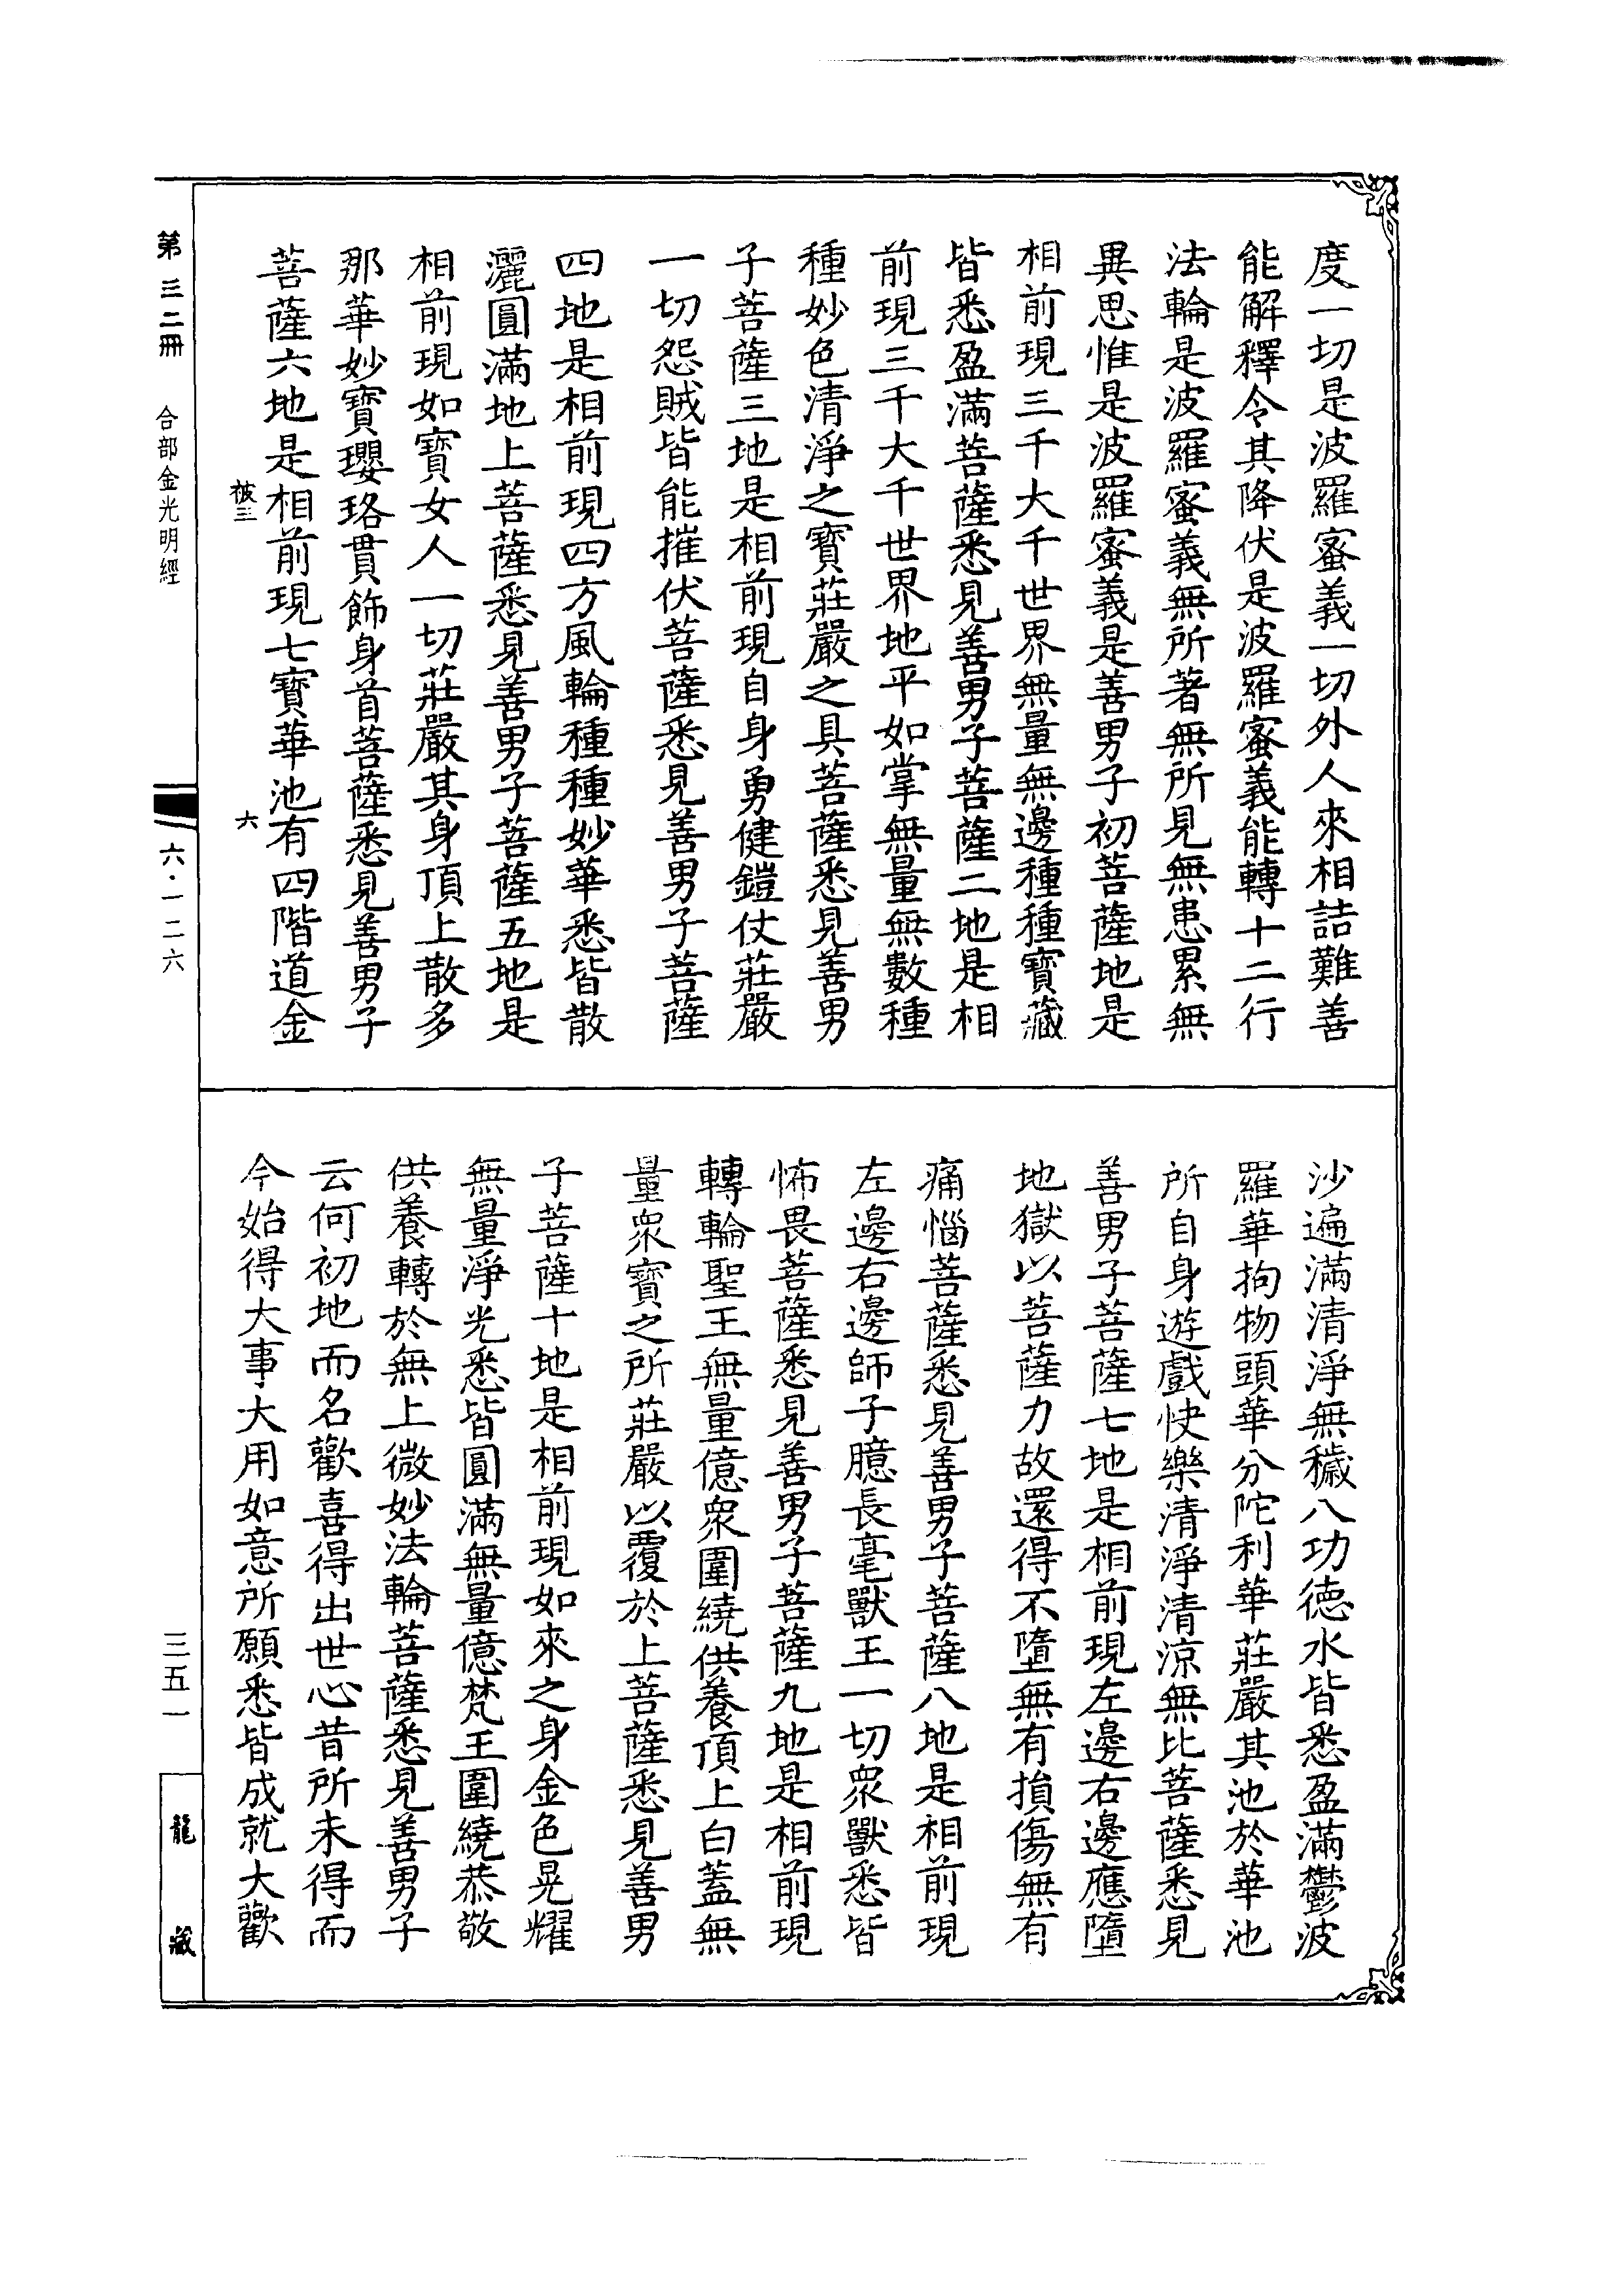 度一切是波羅蜜義一切外人來相詰難善
能解釋令其降伏是波羅蜜義能轉十二行
法輪是波羅蜜義無所著無所見無患累無
異思惟是波羅蜜義是善男子初菩薩地是
相前現三千大千世界無量無邊種種寶藏
皆悉盈滿菩薩悉見善男子菩薩二地是相
前現三千大千世界地平如掌無量無數種
種妙色清淨之寶莊嚴之具菩薩悉見善男
子菩薩三地是相前現自身勇健鎧仗莊嚴
一切怨賊皆能摧伏菩薩悉見善男子菩薩
四地是相前現四方風輪種種妙華悉皆散
灑圓滿地上菩薩悉見善男子菩薩五地是
相前現如寶女人一切莊嚴其身頂上散多
那華妙寶瓔珞貫飾身首菩薩悉見善男子
菩薩六地是相前現七寶華池有四階道金
被三
六
沙遍滿清淨無穢八功德水皆悉盈滿鬱波
羅華拘物頭華分陀利華莊嚴其池於華池
所自身遊戲快樂清淨清涼無比菩薩悉見
善男子菩薩七地是相前現左邊右邊應墮
地獄以菩薩力故還得不墮無有損傷無有
痛惱菩薩悉見善男子菩薩八地是相前現
左邊右邊師子臆長毫獸王一切眾獸悉皆
怖畏菩薩悉見善男子菩薩九地是相前現
轉輪聖王無量億眾圍繞供養頂上白蓋無
量眾寶之所莊嚴以覆於上菩薩悉見善男
子菩薩十地是相前現如來之身金色晃耀
無量淨光悉皆圓滿無量億梵王圍繞恭敬
供養轉於無上微妙法輪菩薩悉見善男子
云何初地而名歡喜得出世心昔所未得而
今始得大事大用如意所願悉皆成就大歡
第三二冊 合部金光明經
六·一二六
三五一
龍藏